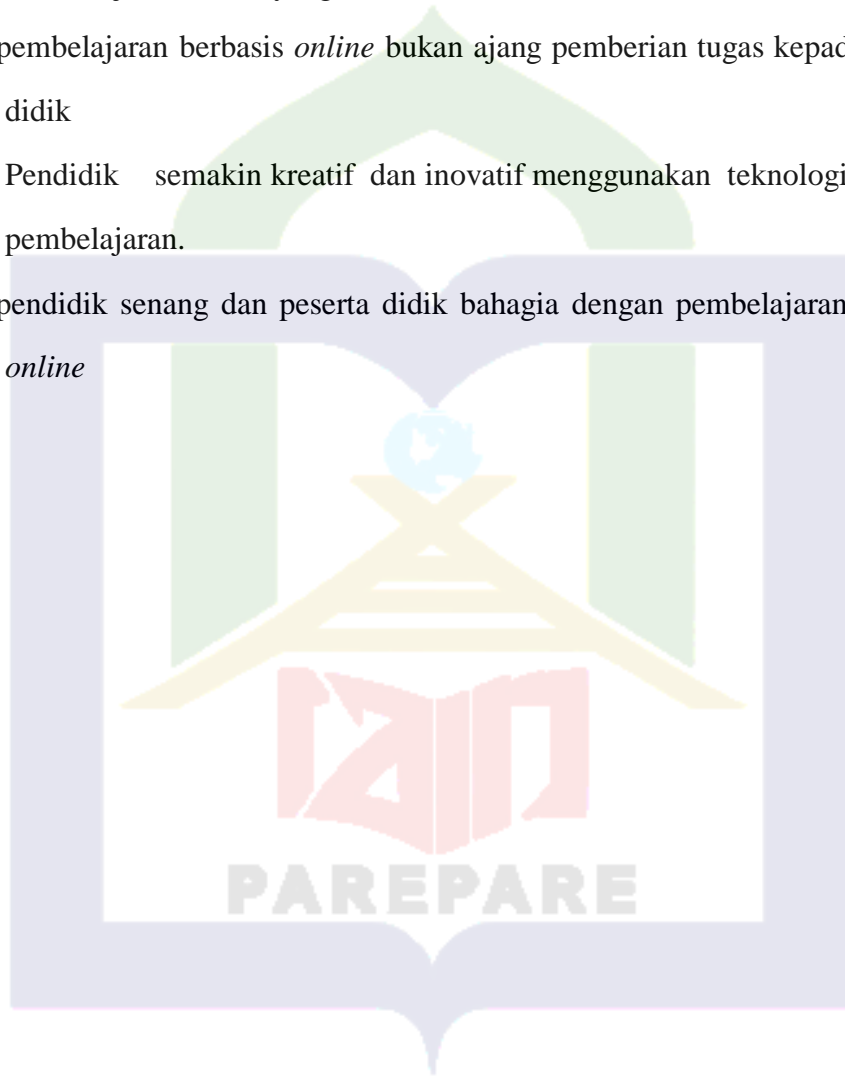 pembelajaran berbasis online bukan ajang pemberian tugas kepad
didik
Pendidik semakin kreatif dan inovatif menggunakan teknologi
pembelajaran.
pendidik senang dan peserta didik bahagia dengan pembelajaran
online
PAREPARE